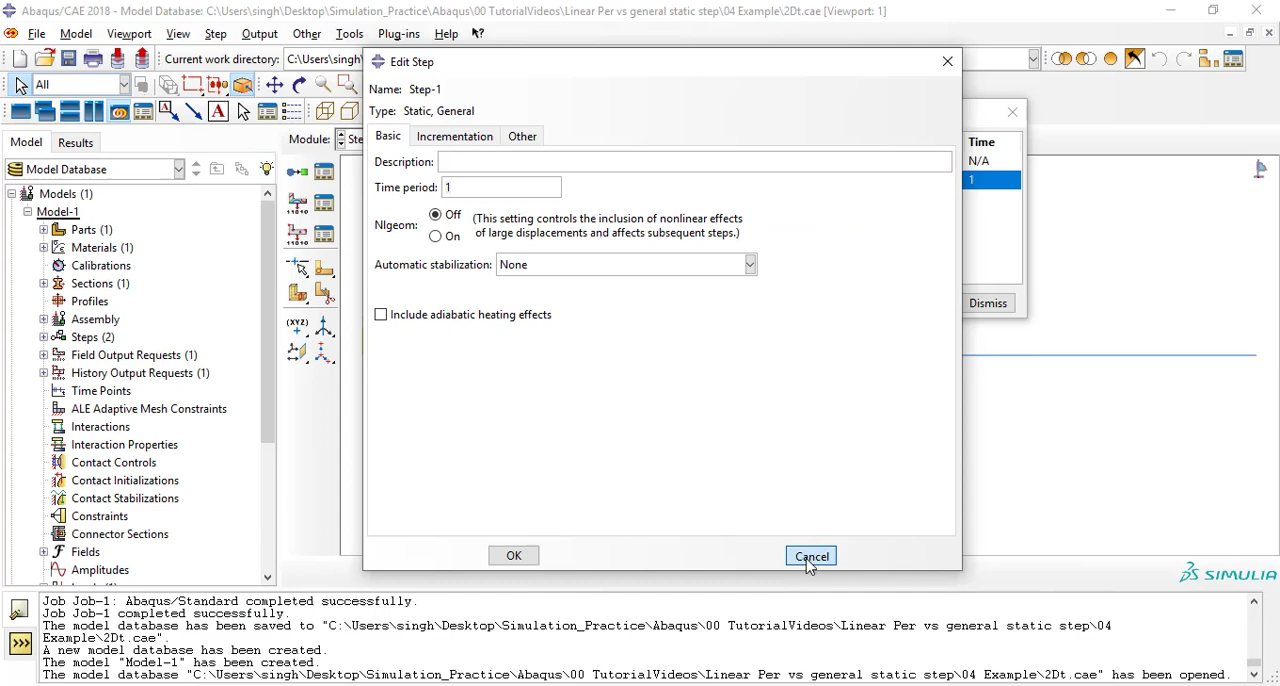 Abaqus/CAE - Model Database: C:\Users\singh\Desktop\Simulation_Practice\Abaqus\00 TutorialVideos\Linear Per vs general static step\04 Example\2Dt.cae [Viewport: 1]
File Model Viewport View Step Output Other Tools Plug-ins Help
Current work directory: C:\Users\singh\
All
Model Results
Module: Ste
Model Database
Models (1)
Model-1
Parts (1)
Materials (1)
Calibrations
Sections (1)
Profiles
Assembly
Steps (2)
Field Output Requests (1)
History Output Requests (1)
Time Points
ALE Adaptive Mesh Constraints
Interactions
Interaction Properties
Contact Controls
Contact Initializations
Contact Stabilizations
Constraints
Connector Sections
Fields
Amplitudes
Edit Step
Name: Step-1
Type: Static, General
Basic Incrementation Other
Description:
Time period: 1
Nlgeom:
Off
On
(This setting controls the inclusion of nonlinear effects
of large displacements and affects subsequent steps.)
Automatic stabilization: None
Include adiabatic heating effects
OK Cancel
Time
N/A
1
Dismiss
SIMULIA
Job Job-1: Abaqus/Standard completed successfully.
Job Job-1 completed successfully.
The model database has been saved to "C:\Users\singh\Desktop\Simulation_Practice\Abaqus\00 TutorialVideos\Linear Per vs general static step\04
Example\2Dt.cae".
A new model database has been created.
The model "Model-1" has been created.
The model database "C:\Users\singh\Desktop\Simulation_Practice\Abaqus\00 TutorialVideos\Linear Per vs general static step\04 Example\2Dt.cae" has been opened.